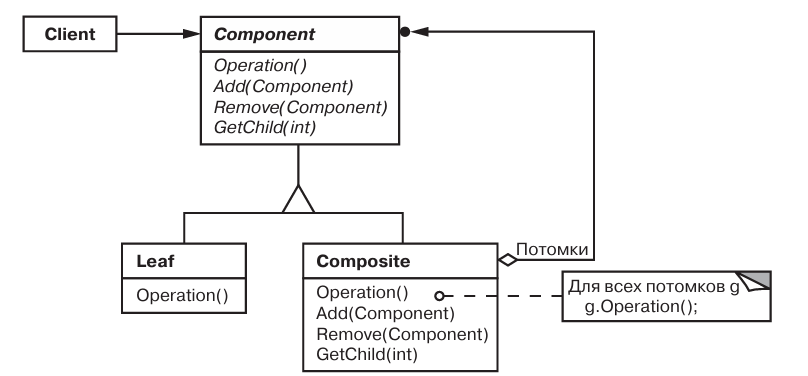 Client
Component
Operation()
Add(Component)
Remove(Component)
GetChild(int)
Leaf
Operation()
Composite
Operation()
Add(Component)
Remove(Component)
GetChild(int)
Потомки
Для всех потомков g
g.Operation();